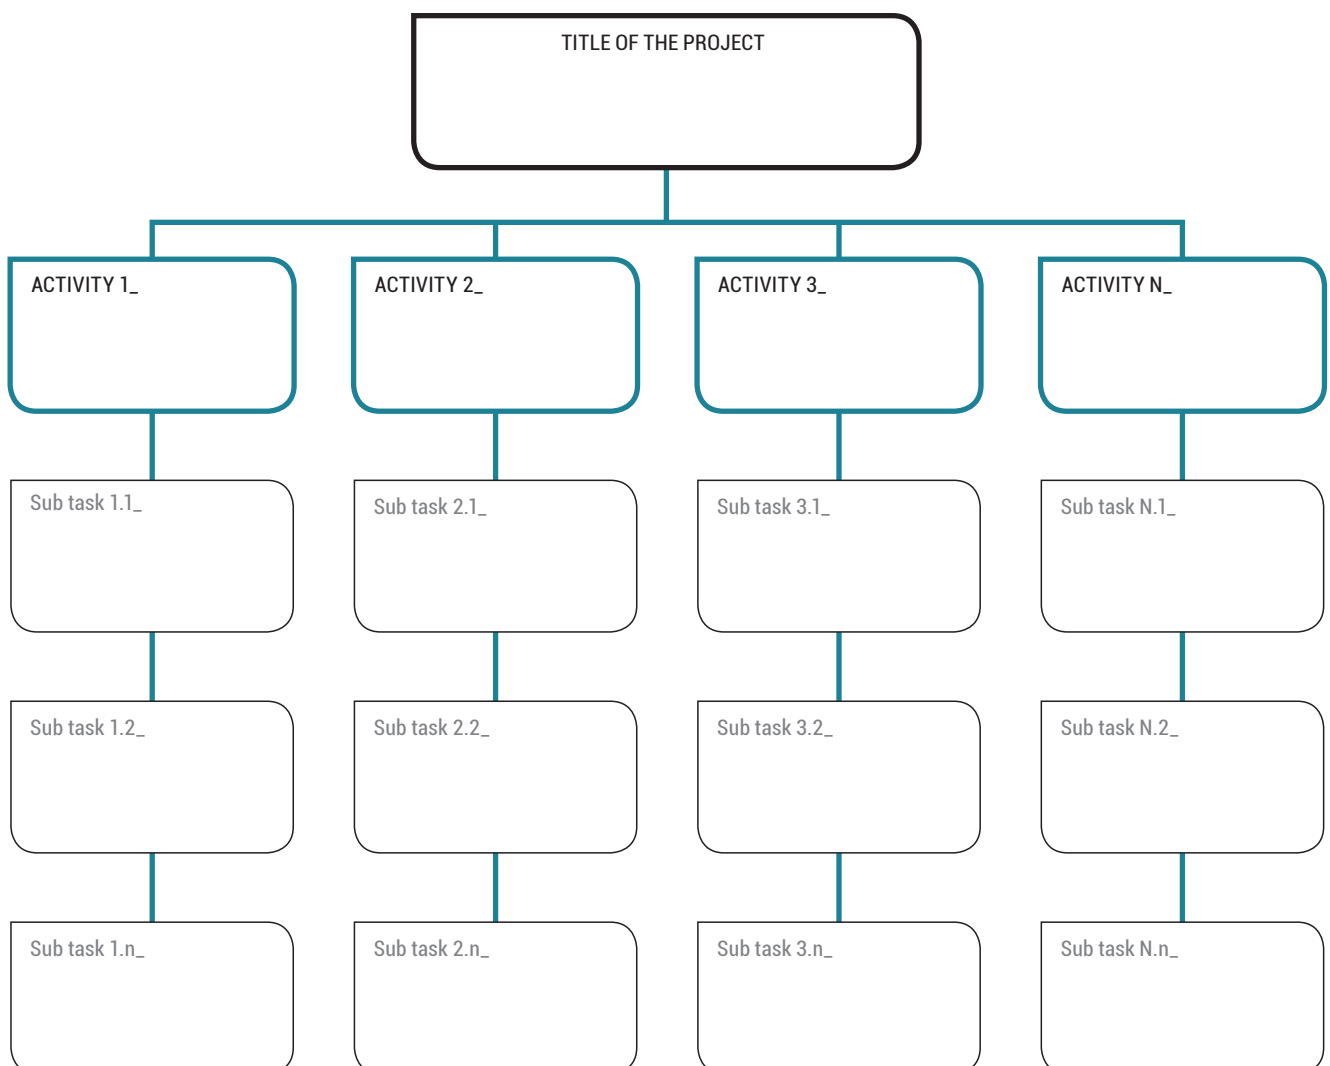 TITLE OF THE PROJECT
ACTIVITY 1_
ACTIVITY 2_
ACTIVITY 3_
ACTIVITY N_
Sub task 1.1_
Sub task 2.1_
Sub task 3.1_
Sub task N.1_
Sub task 1.2_
Sub task 2.2_
Sub task 3.2_
Sub task N.2_
Sub task 1.n_
Sub task 2.n_
Sub task 3.n_
Sub task N.n_